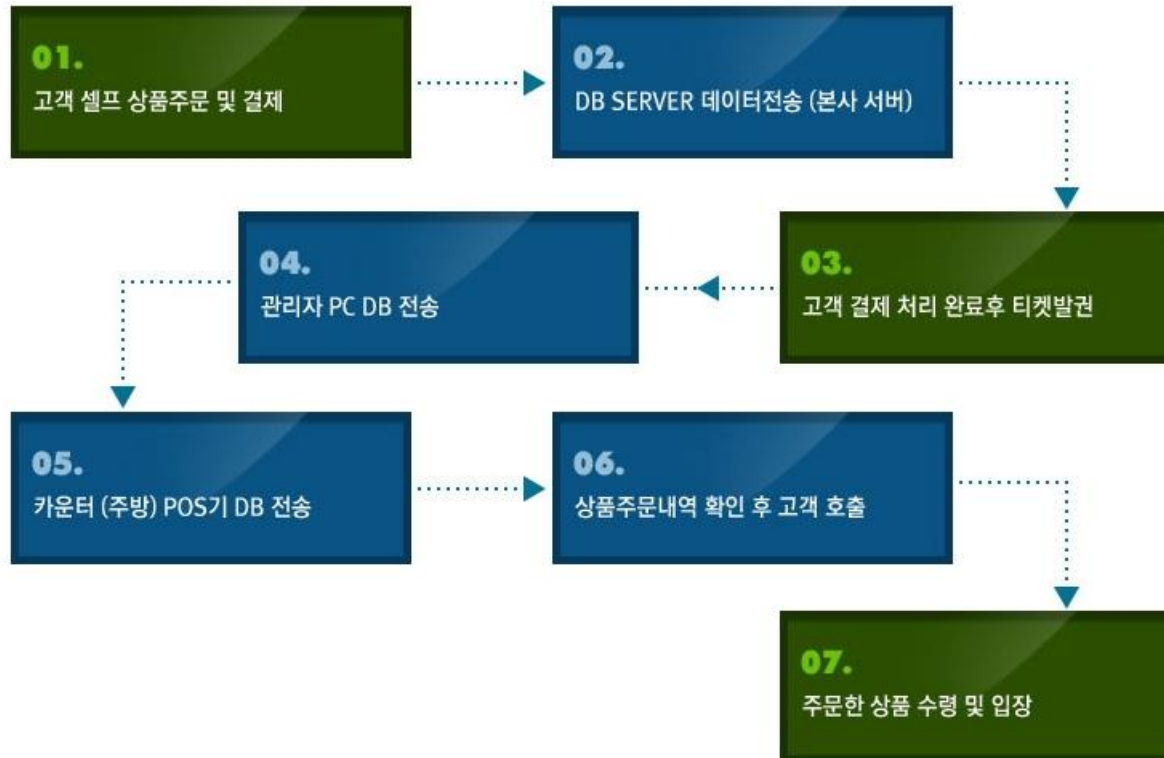 01.
고객 셀프 상품주문 및 결제
02.
DB SERVER 데이터전송 (본사 서버)
03.
고객 결제 처리 완료후 티켓발권
04.
관리자 PC DB 전송
05.
카운터 (주방) POS기 DB 전송
06.
상품주문내역 확인 후 고객 호출
07.
주문한 상품 수령 및 입장